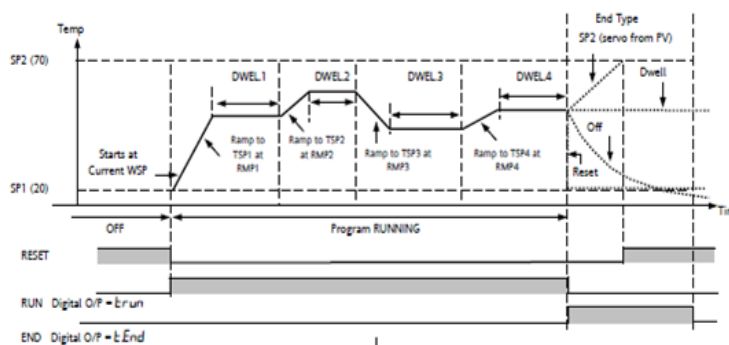 End Type
SP2 (servo from PV)
Temp
SP2 (70)
DWEL.1
DWEL.2
DWEL.3
DWEL.4
Dwell
Off
Starts at
Current WSP
Ramp to
TSP1 at
RMP1
Ramp to TSP2
at RMP2
Ramp to TSP3 at
RMP3
Ramp to TSP4 at
RMP4
Reset
SP1 (20)
OFF
Program RUNNING
RESET
RUN Digital O/P = t.run
END Digital O/P = t.End